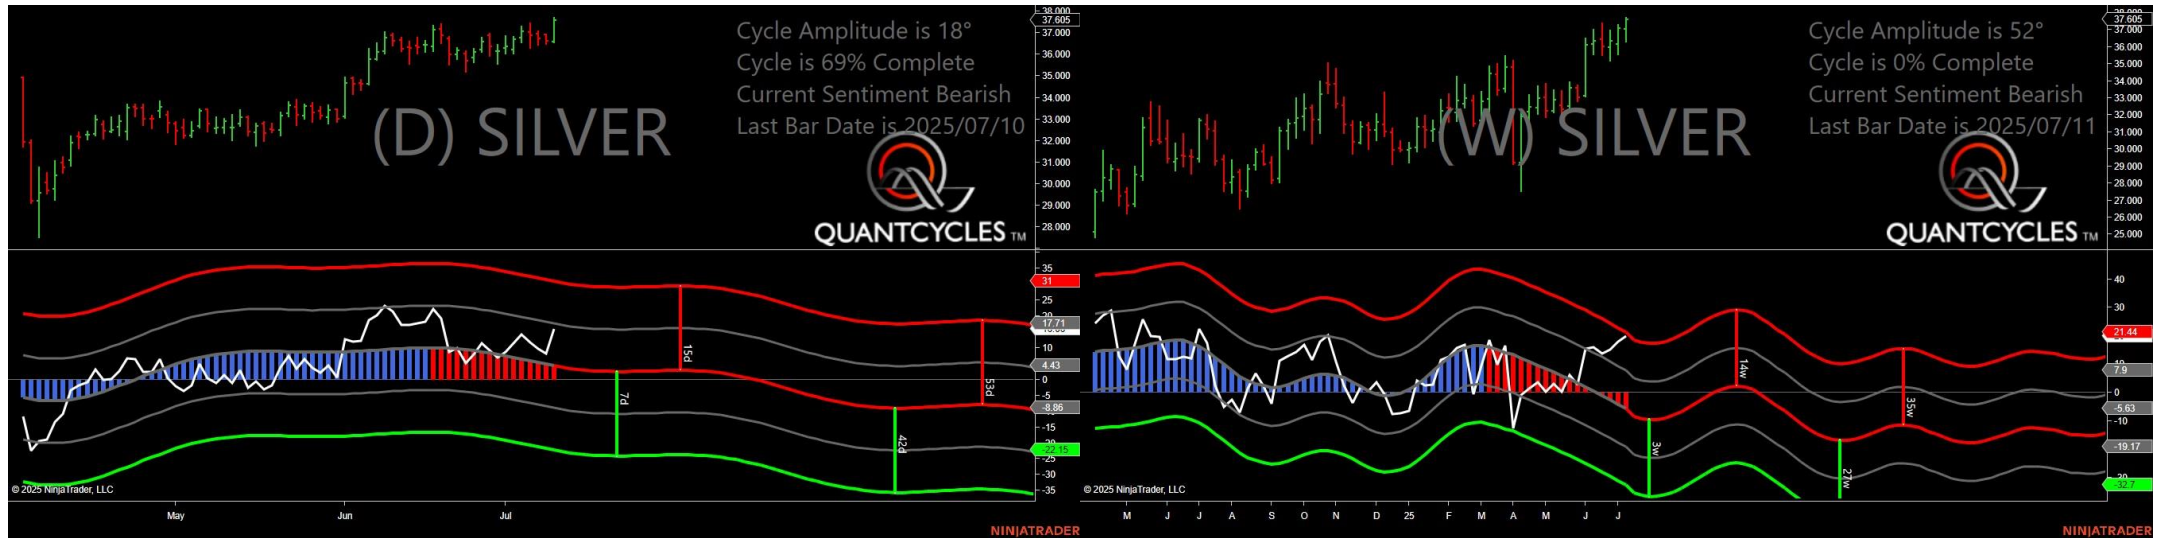 38.000
37.605
37.000
36.000
35.000
34.000
33.000
32.000
31.000
30.000
29.000
28.000
Cycle Amplitude is 18°
Cycle is 69% Complete
Current Sentiment Bearish
Last Bar Date is 2025/07/10
(D) SILVER
QUANTCYCLES TM
35
31
25
17.71
10
4.43
0
-5
-8.86
-15
-22.15
-25
-30
-35
15d
7d
42d
53d
© 2025 NinjaTrader, LLC
May
Jun
Jul
NINJATRADER
37.605
37.000
36.000
35.000
34.000
33.000
32.000
31.000
30.000
29.000
28.000
27.000
26.000
25.000
Cycle Amplitude is 52°
Cycle is 0% Complete
Current Sentiment Bearish
Last Bar Date is 2025/07/11
(W) SILVER
QUANTCYCLES TM
40
30
21.44
7.9
0
-5.63
-10
-19.17
-32.7
14w
3w
27w
35w
© 2025 NinjaTrader, LLC
M
J
J
A
S
O
N
D
25
F
M
A
M
J
J
NINJATRADER